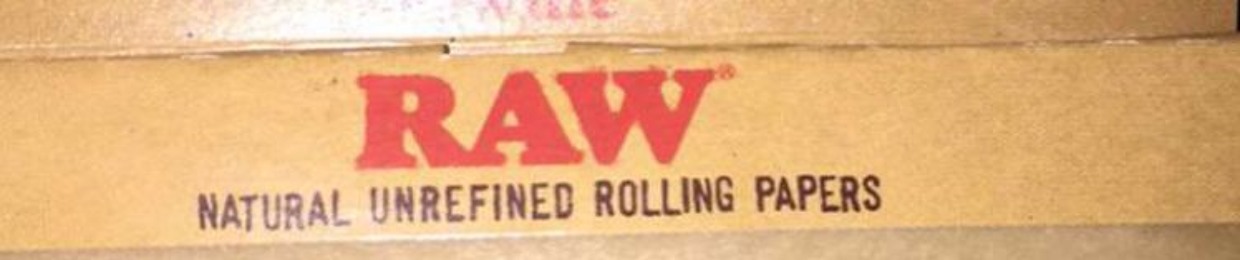 RAW®
NATURAL UNREFINED ROLLING PAPERS